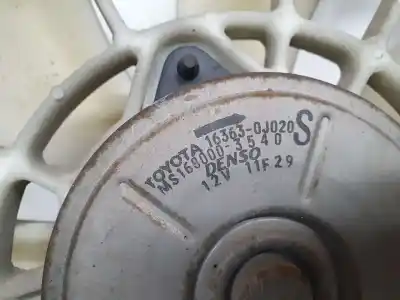 TOYOTA 16363-0J020 S
MS168000-3540
DENSO
12V 11F29